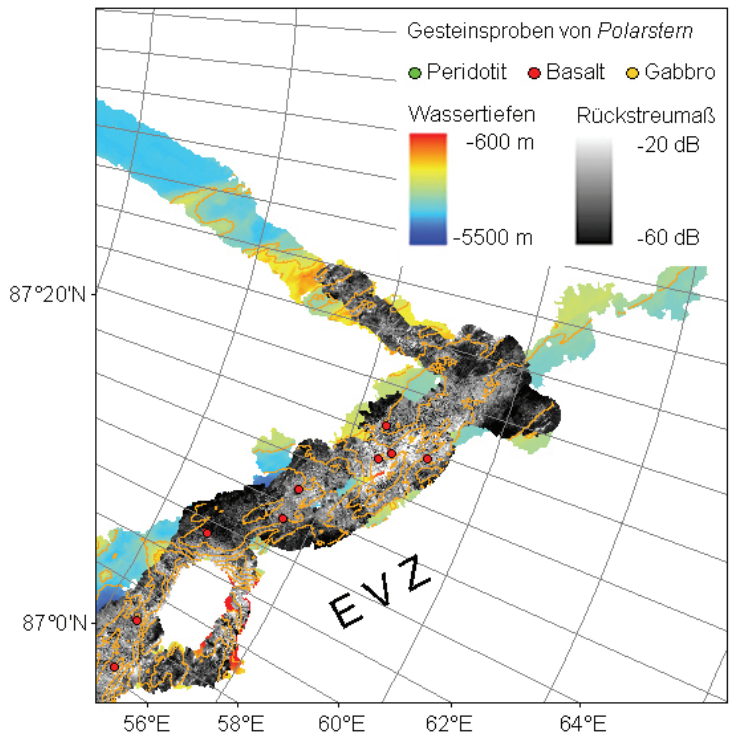 Gesteinsproben von Polarstern
Peridotit Basalt Gabbro
Wassertiefen Rückstreumaß
-600 m -20 dB
-5500 m -60 dB
87°20'N
EVZ
87°0'N
56°E 58°E 60°E 62°E 64°E